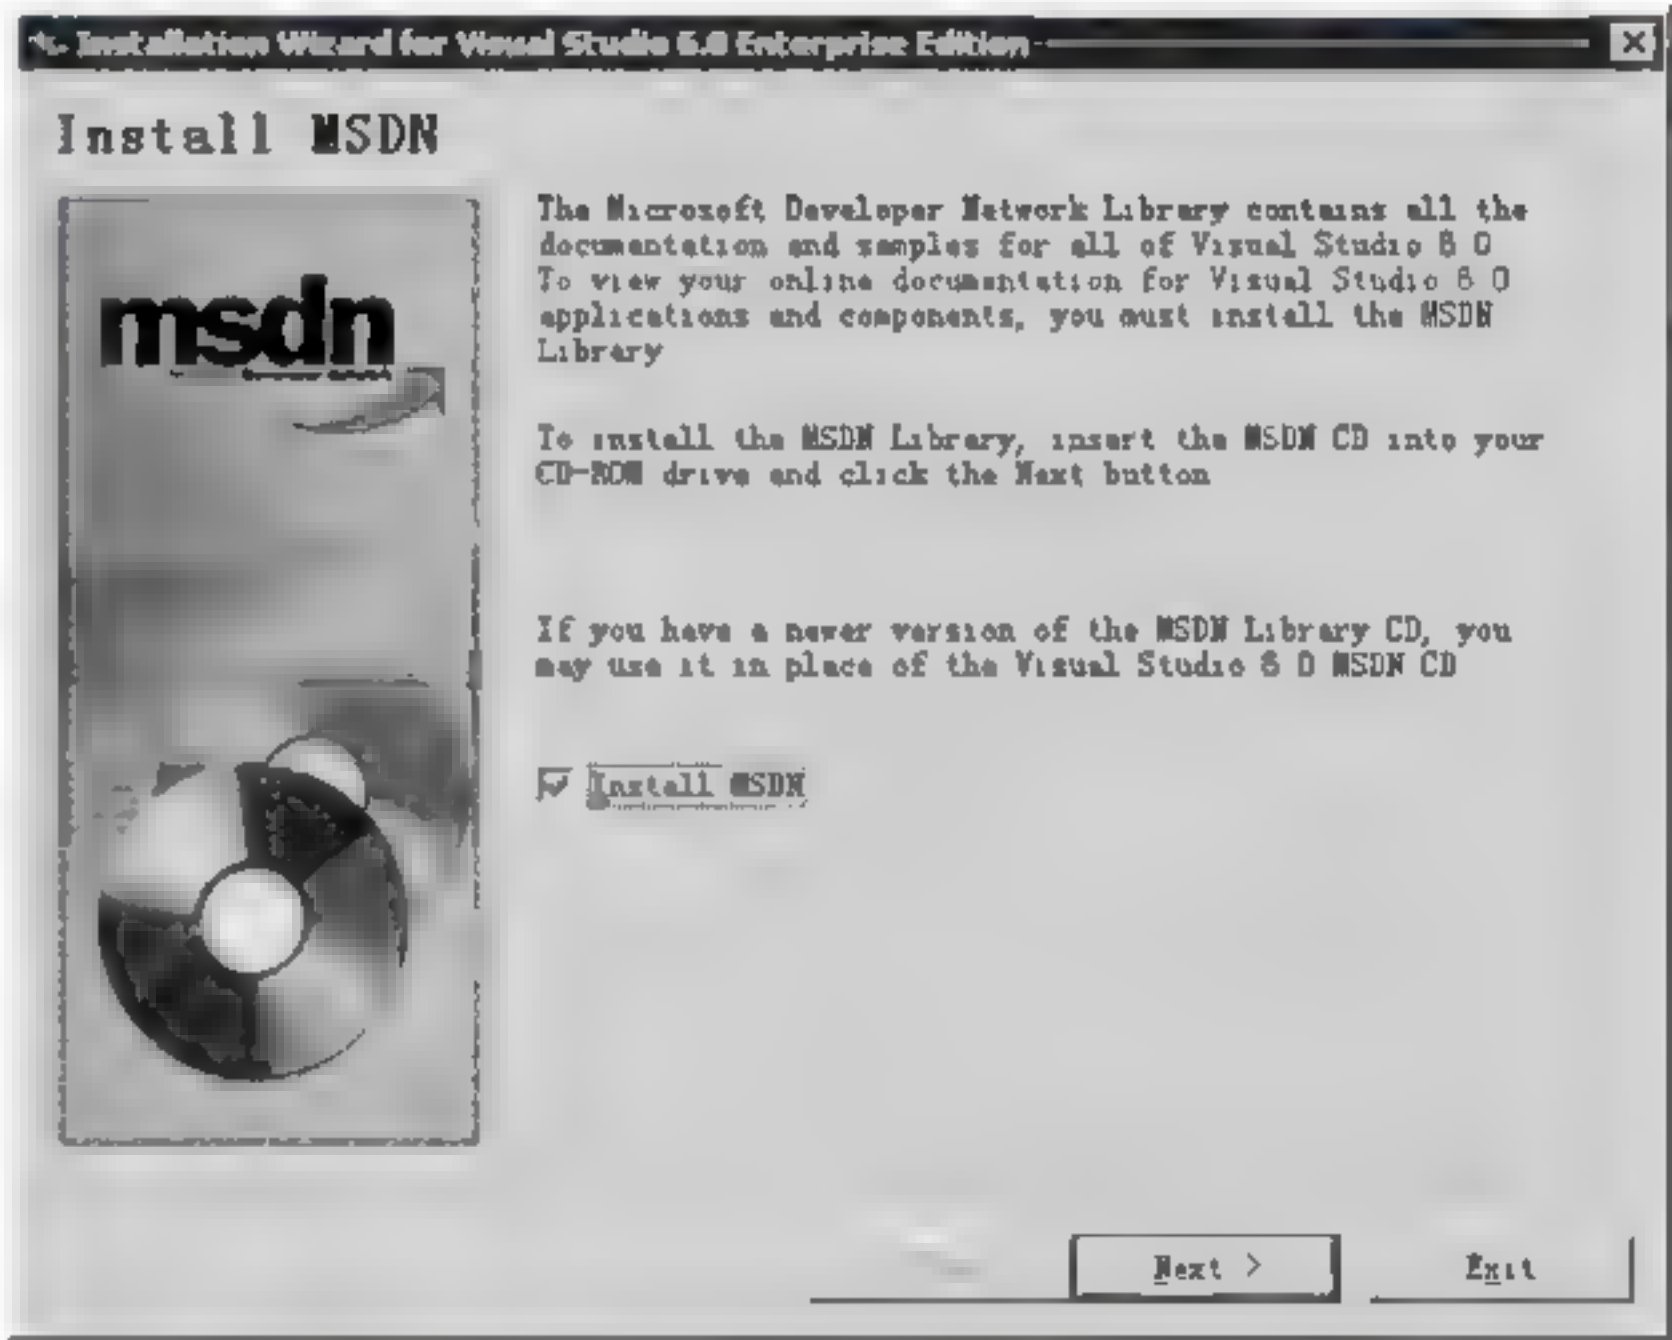 Installation Wizard for Visual Studio 6.0 Enterprise Edition
Install MSDN
msdn
The Microsoft Developer Network Library contains all the
documentation and samples for all of Visual Studio 6 0
To view your online documentation for Visual Studio 6 0
applications and components, you must install the MSDN
Library
To install the MSDN Library, insert the MSDN CD into your
CD-ROM drive and click the Next button
If you have a newer version of the MSDN Library CD, you
may use it in place of the Visual Studio 6 0 MSDN CD
Install MSDN
Next >
Exit